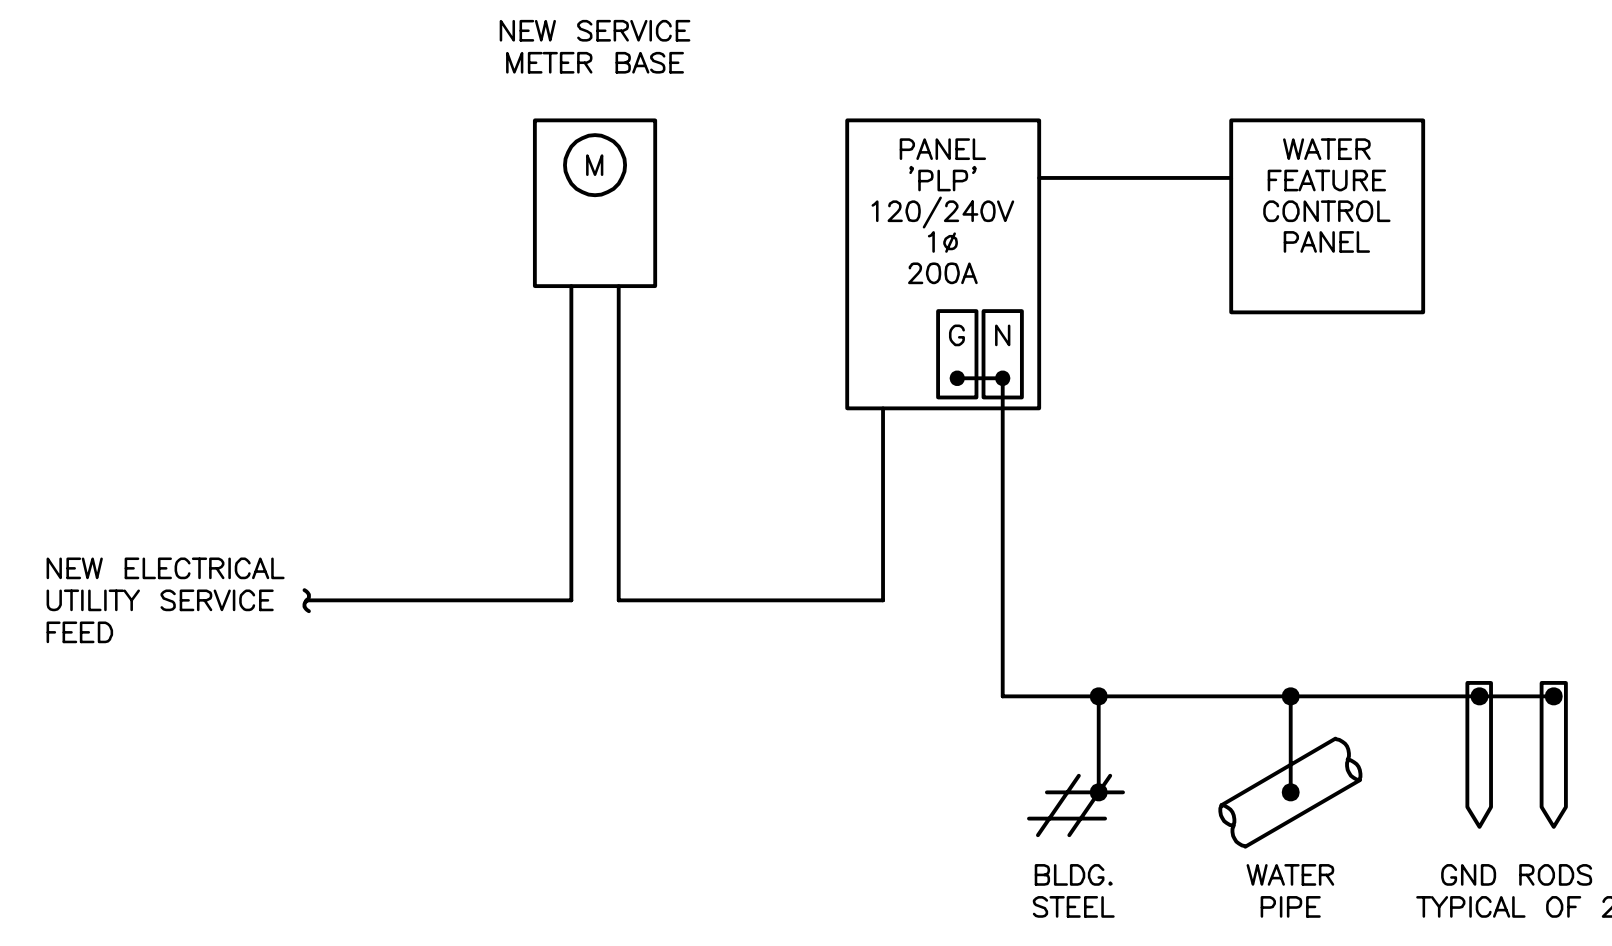 NEW SERVICE
METER BASE
M
PANEL
'PLP'
120/240V
1ø
200A
G N
WATER
FEATURE
CONTROL
PANEL
NEW ELECTRICAL
UTILITY SERVICE
FEED
BLDG.
STEEL
WATER
PIPE
GND RODS
TYPICAL OF 2